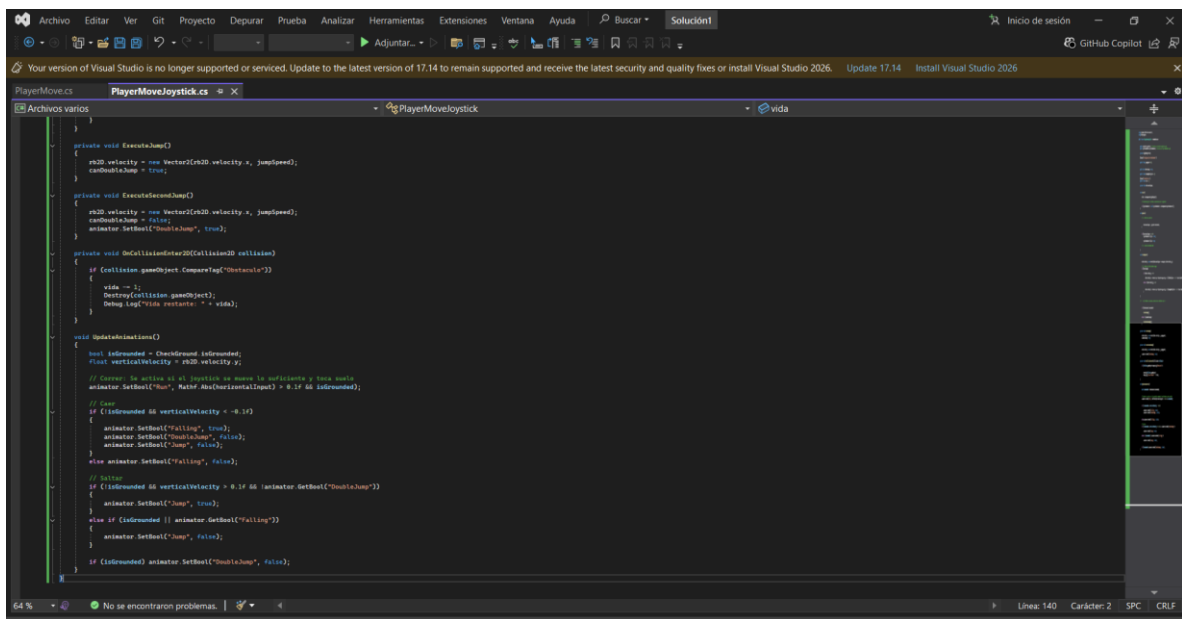 Archivo Editar Ver Git Proyecto Depurar Prueba Analizar Herramientas Extensiones Ventana Ayuda Buscar Solución1 Inicio de sesión
Adjuntar... GitHub Copilot
Your version of Visual Studio is no longer supported or serviced. Update to the latest version of 17.14 to remain supported and receive the latest security and quality fixes or install Visual Studio 2026. Update 17.14 Install Visual Studio 2026
PlayerMove.cs PlayerMoveJoystick.cs
Archivos varios PlayerMoveJoystick vida
}
}
private void ExecuteJump()
{
rb2D.velocity = new Vector2(rb2D.velocity.x, jumpSpeed);
canDoubleJump = true;
}
private void ExecuteSecondJump()
{
rb2D.velocity = new Vector2(rb2D.velocity.x, jumpSpeed);
canDoubleJump = false;
animator.SetBool("DoubleJump", true);
}
private void OnCollisionEnter2D(Collision2D collision)
{
if (collision.gameObject.CompareTag("Obstaculo"))
{
vida -= 1;
Destroy(collision.gameObject);
Debug.Log("Vida restante: " + vida);
}
}
void UpdateAnimations()
{
bool isGrounded = CheckGround.isGrounded;
float verticalVelocity = rb2D.velocity.y;
// Correr: Se activa si el joystick se mueve lo suficiente y toca suelo
animator.SetBool("Run", Mathf.Abs(horizontalInput) > 0.1f && isGrounded);
// Caer
if (!isGrounded && verticalVelocity < -0.1f)
{
animator.SetBool("Falling", true);
animator.SetBool("DoubleJump", false);
animator.SetBool("Jump", false);
}
else animator.SetBool("Falling", false);
// Saltar
if (!isGrounded && verticalVelocity > 0.1f && !animator.GetBool("DoubleJump"))
{
animator.SetBool("Jump", true);
}
else if (isGrounded || animator.GetBool("Falling"))
{
animator.SetBool("Jump", false);
}
if (isGrounded) animator.SetBool("DoubleJump", false);
}
}
64 % No se encontraron problemas. Línea: 140 Carácter: 2 SPC CRLF